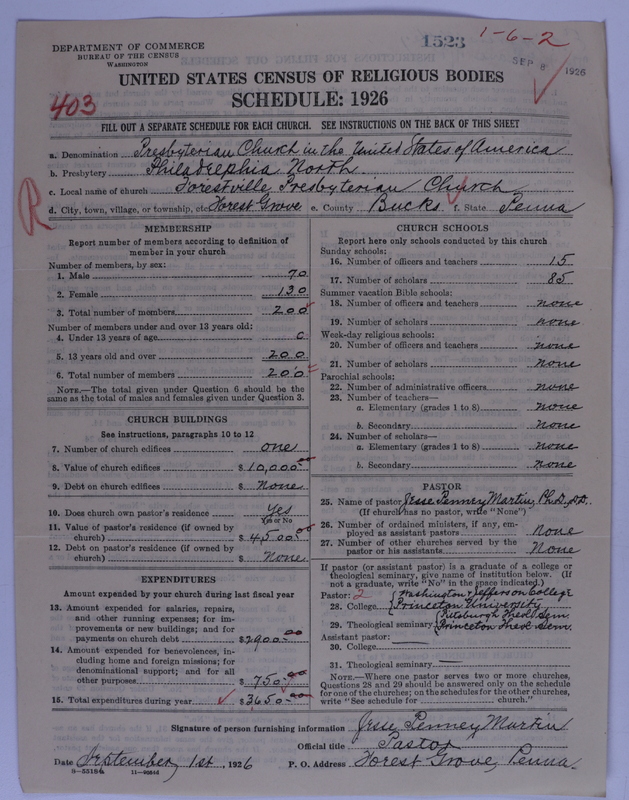 DEPARTMENT OF COMMERCE
BUREAU OF THE CENSUS
WASHINGTON
1523
1-6-2
SEP 8 1926
UNITED STATES CENSUS OF RELIGIOUS BODIES
SCHEDULE: 1926
403
FILL OUT A SEPARATE SCHEDULE FOR EACH CHURCH. SEE INSTRUCTIONS ON THE BACK OF THIS SHEET
a. Denomination Presbyterian Church in the United States of America
b. Presbytery Philadelphia North
c. Local name of church Forestville Presbyterian Church
d. City, town, village, or township, etc. Forest Grove e. County Bucks f. State Penna
R
MEMBERSHIP
Report number of members according to definition of
member in your church
Number of members, by sex:
1. Male 70
2. Female 130
3. Total number of members 200
Number of members under and over 13 years old:
4. Under 13 years of age 0
5. 13 years old and over 200
6. Total number of members 200
NOTE.—The total given under Question 6 should be the
same as the total of males and females given under Question 3.
CHURCH BUILDINGS
See instructions, paragraphs 10 to 12
7. Number of church edifices one
8. Value of church edifices $10,000.00
9. Debt on church edifices $ None
10. Does church own pastor's residence Yes
Yes or No
11. Value of pastor's residence (if owned by
church) $4500.00
12. Debt on pastor's residence (if owned by
church) $ None
EXPENDITURES
Amount expended by your church during last fiscal year
13. Amount expended for salaries, repairs,
and other running expenses; for im-
provements or new buildings; and for
payments on church debt $2900.00
14. Amount expended for benevolences, in-
cluding home and foreign missions; for
denominational support; and for all
other purposes $750.00
15. Total expenditures during year $3650.00
CHURCH SCHOOLS
Report here only schools conducted by this church
Sunday schools:
16. Number of officers and teachers 15
17. Number of scholars 85
Summer vacation Bible schools:
18. Number of officers and teachers none
19. Number of scholars none
Week-day religious schools:
20. Number of officers and teachers none
21. Number of scholars None
Parochial schools:
22. Number of administrative officers none
23. Number of teachers—
a. Elementary (grades 1 to 8) none
b. Secondary none
24. Number of scholars—
a. Elementary (grades 1 to 8) none
b. Secondary none
PASTOR
25. Name of pastor Jesse Penney Martin, Ph.D., D.D.
(If church has no pastor, write "None")
26. Number of ordained ministers, if any, em-
ployed as assistant pastors none
27. Number of other churches served by the
pastor or his assistants None
If pastor (or assistant pastor) is a graduate of a college or
theological seminary, give name of institution below. (If
not a graduate, write "No" in the space indicated.)
Pastor: 2 Washington & Jefferson College
28. College Princeton University
Pittsburgh Theol. Sem.
29. Theological seminary Princeton Theol. Sem.
Assistant pastor:
30. College
31. Theological seminary
NOTE.—Where one pastor serves two or more churches,
Questions 28 and 29 should be answered only on the schedule
for one of the churches; on the schedules for the other churches,
write "See schedule for church."
Signature of person furnishing information Jesse Penney Martin
Official title Pastor
Date September 1st, 1926 P. O. Address Forest Grove, Penna.